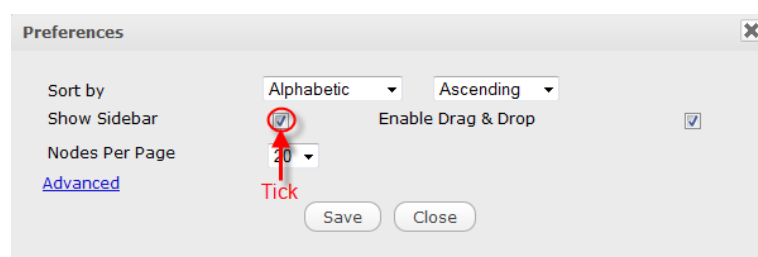 Preferences
Sort by Alphabetic Ascending
Show Sidebar Enable Drag & Drop
Nodes Per Page 20
Advanced
Tick
Save Close